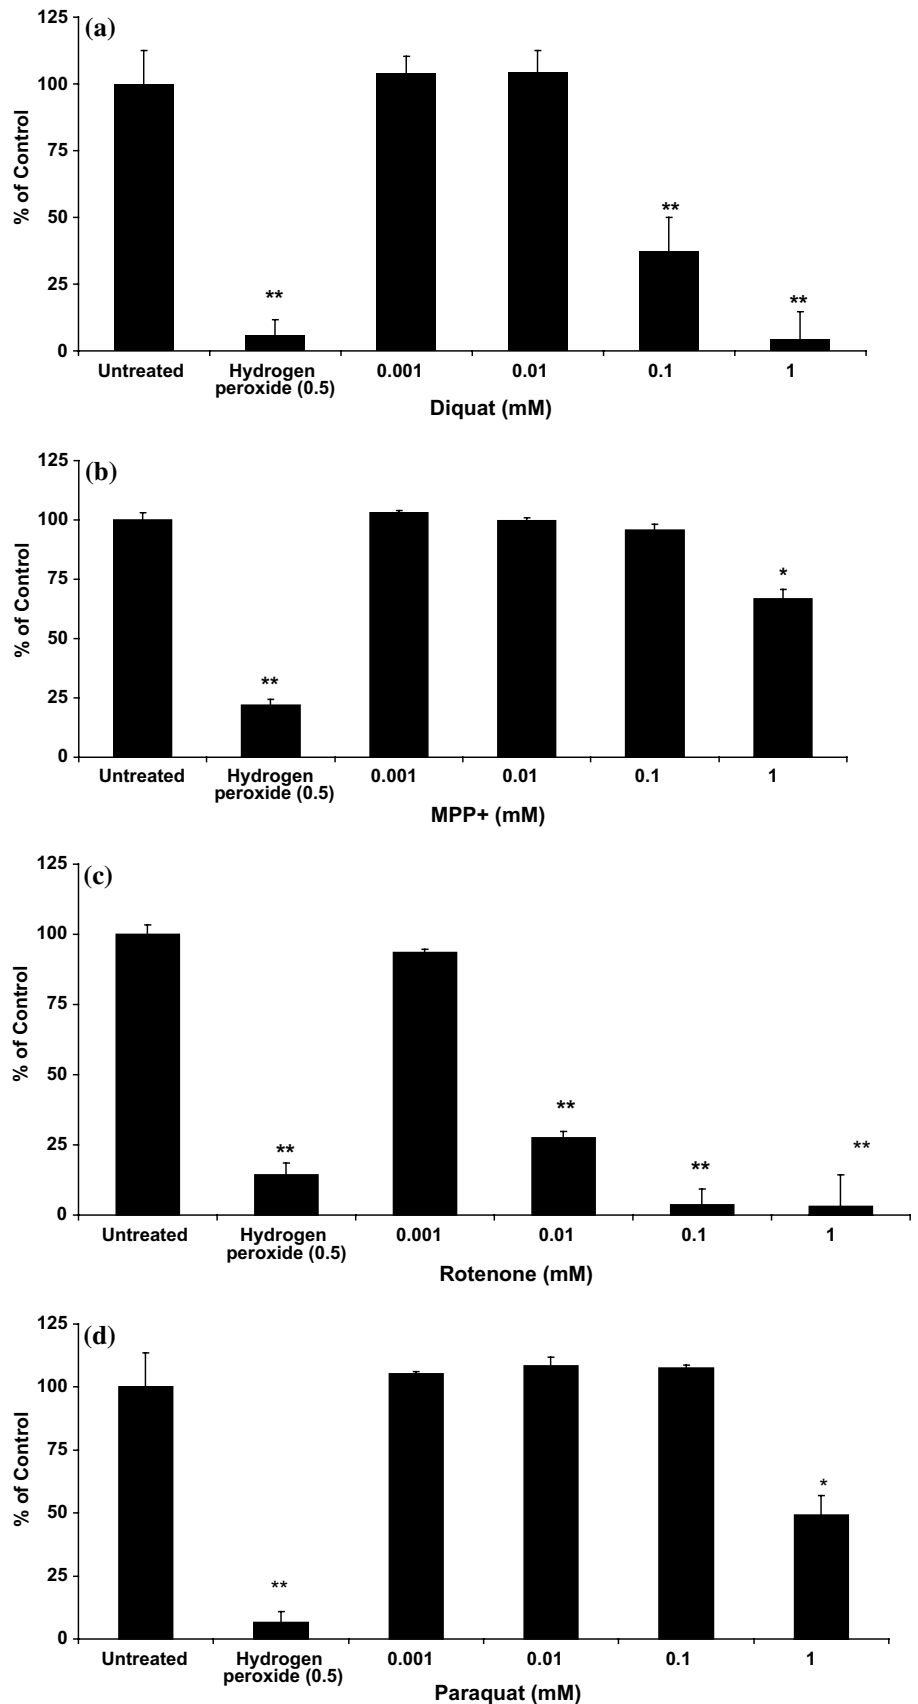 (a)
125
100
75
50
25
0
% of Control
**
**
**
Untreated
Hydrogen
peroxide (0.5)
0.001
0.01
0.1
1
Diquat (mM)
(b)
125
100
75
50
25
0
% of Control
**
*
Untreated
Hydrogen
peroxide (0.5)
0.001
0.01
0.1
1
MPP+ (mM)
(c)
125
100
75
50
25
0
% of Control
**
**
**
**
Untreated
Hydrogen
peroxide (0.5)
0.001
0.01
0.1
1
Rotenone (mM)
(d)
125
100
75
50
25
0
% of Control
**
*
Untreated
Hydrogen
peroxide (0.5)
0.001
0.01
0.1
1
Paraquat (mM)